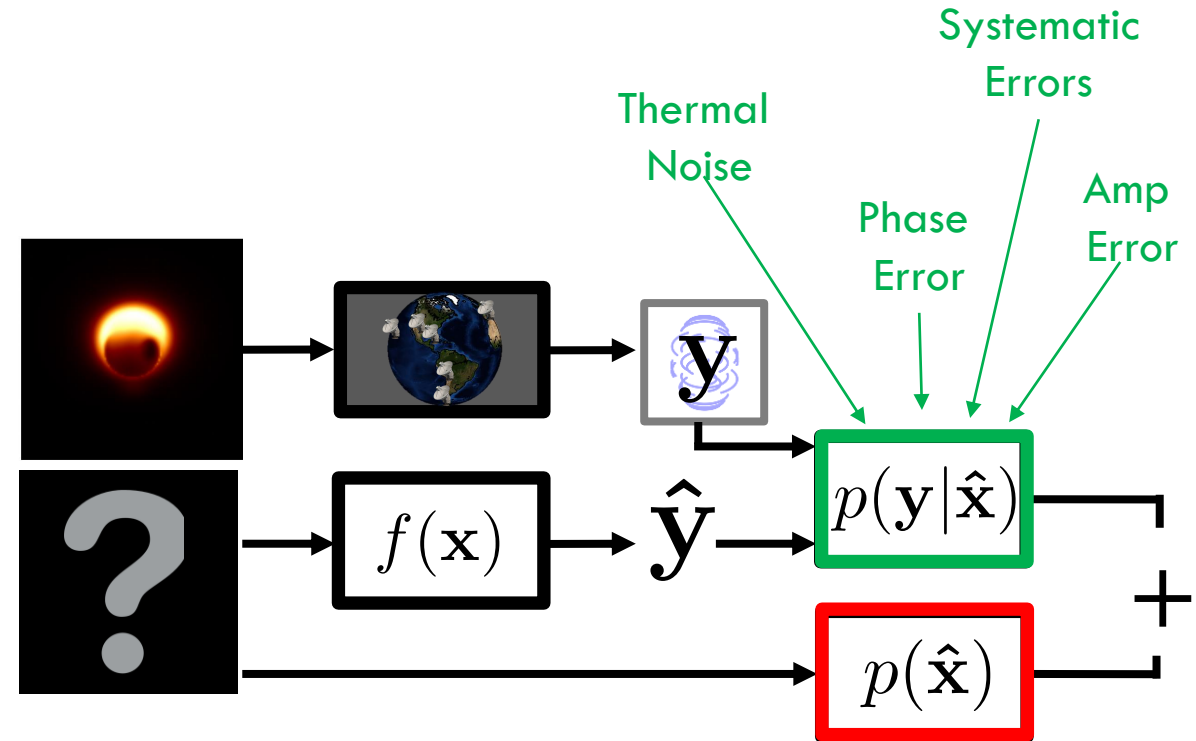 Systematic
Errors
Thermal
Noise
Amp
Error
Phase
Error
y
p(y|x̂)
?
f(x)
ŷ
+
p(x̂)